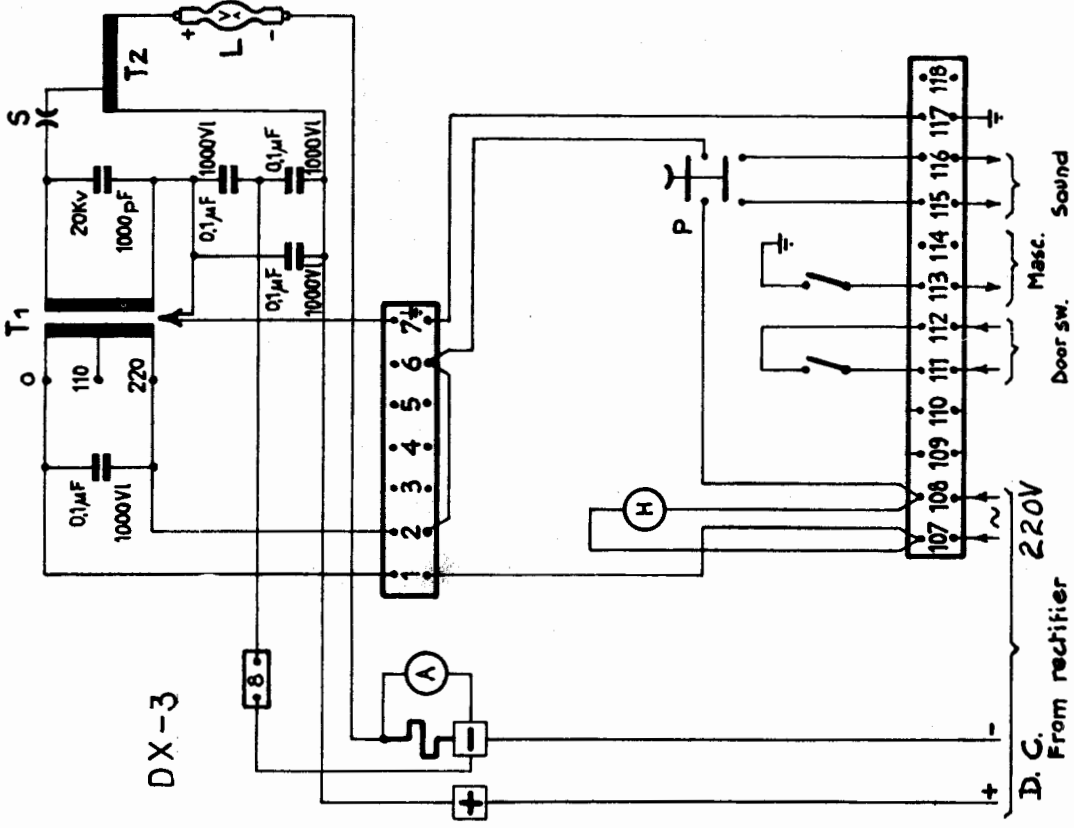 T1
S
T2
+
L
-
V
A
O
110
220
0,1µF
1000Vl
20Kv
1000pF
0,1µF
1000Vl
0,1µF
1000Vl
0,1µF
1000Vl
DX-3
8
A
1 2 3 4 5 6 7
H
P
+
-
107 108 109 110 111 112 113 114 115 116 117 118
+
-
~
220V
D. C.
From rectifier
Door sw.
Masc.
Sound